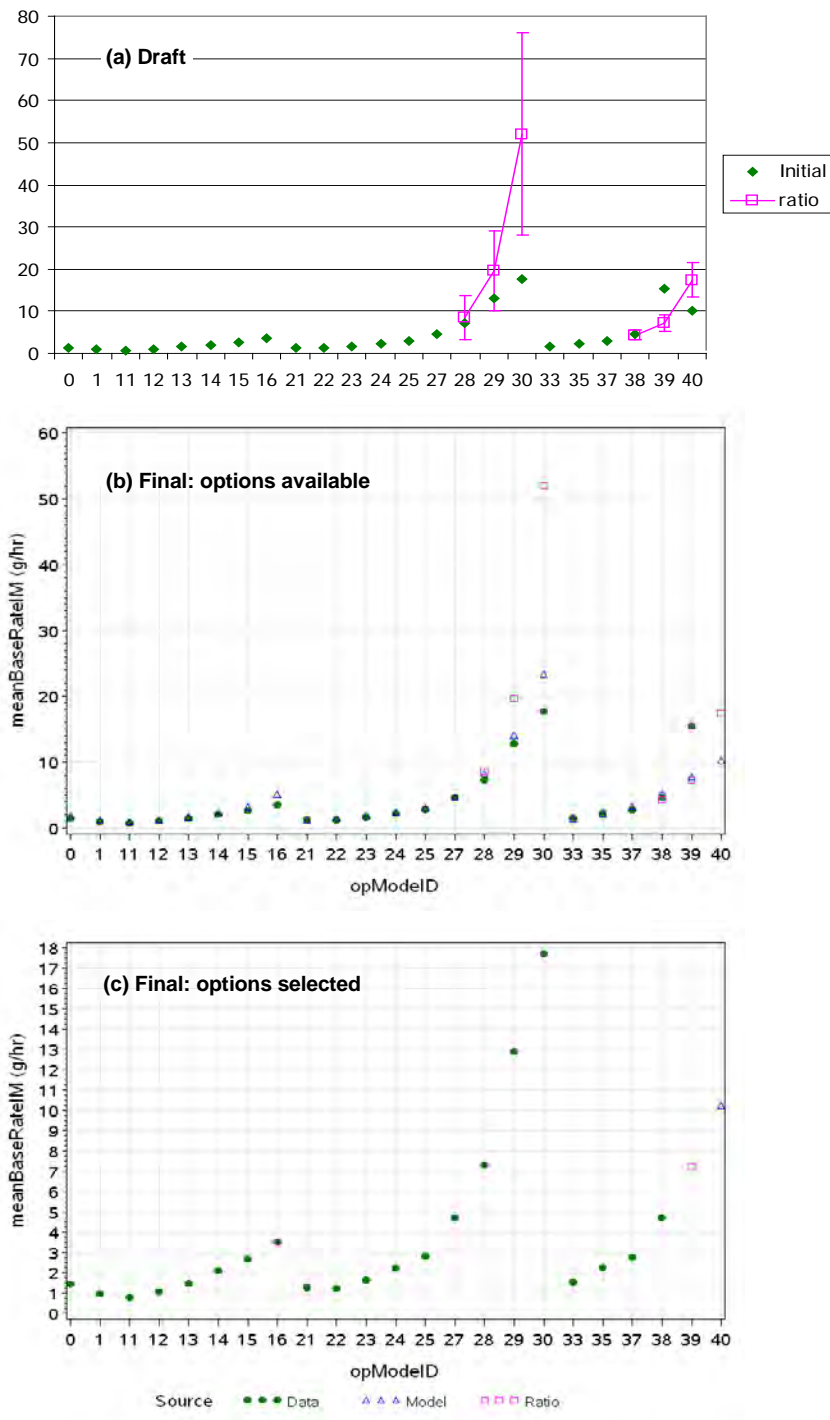 80
(a) Draft
70
60
50
40
30
20
10
0
0 1 11 12 13 14 15 16 21 22 23 24 25 27 28 29 30 33 35 37 38 39 40
Initial
ratio
60
(b) Final: options available
50
40
30
20
10
0
meanBaseRateIM (g/hr)
0 1 11 12 13 14 15 16 21 22 23 24 25 27 28 29 30 33 35 37 38 39 40
opModeID
18
17
(c) Final: options selected
16
15
14
13
12
11
10
9
8
7
6
5
4
3
2
1
0
meanBaseRateIM (g/hr)
0 1 11 12 13 14 15 16 21 22 23 24 25 27 28 29 30 33 35 37 38 39 40
opModeID
Source Data Model Ratio